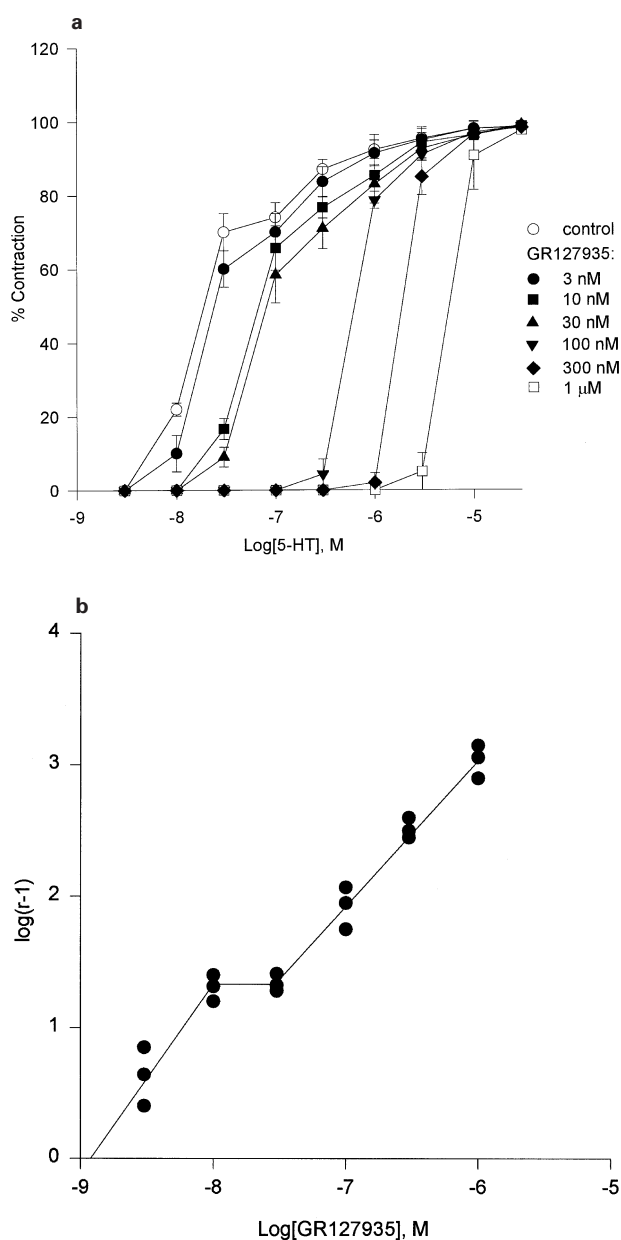 a
120
100
80
60
40
20
0
% Contraction
-9 -8 -7 -6 -5
Log[5-HT], M
control
GR127935:
3 nM
10 nM
30 nM
100 nM
300 nM
1 μM
b
4
3
2
1
0
log(r-1)
-9 -8 -7 -6 -5
Log[GR127935], M